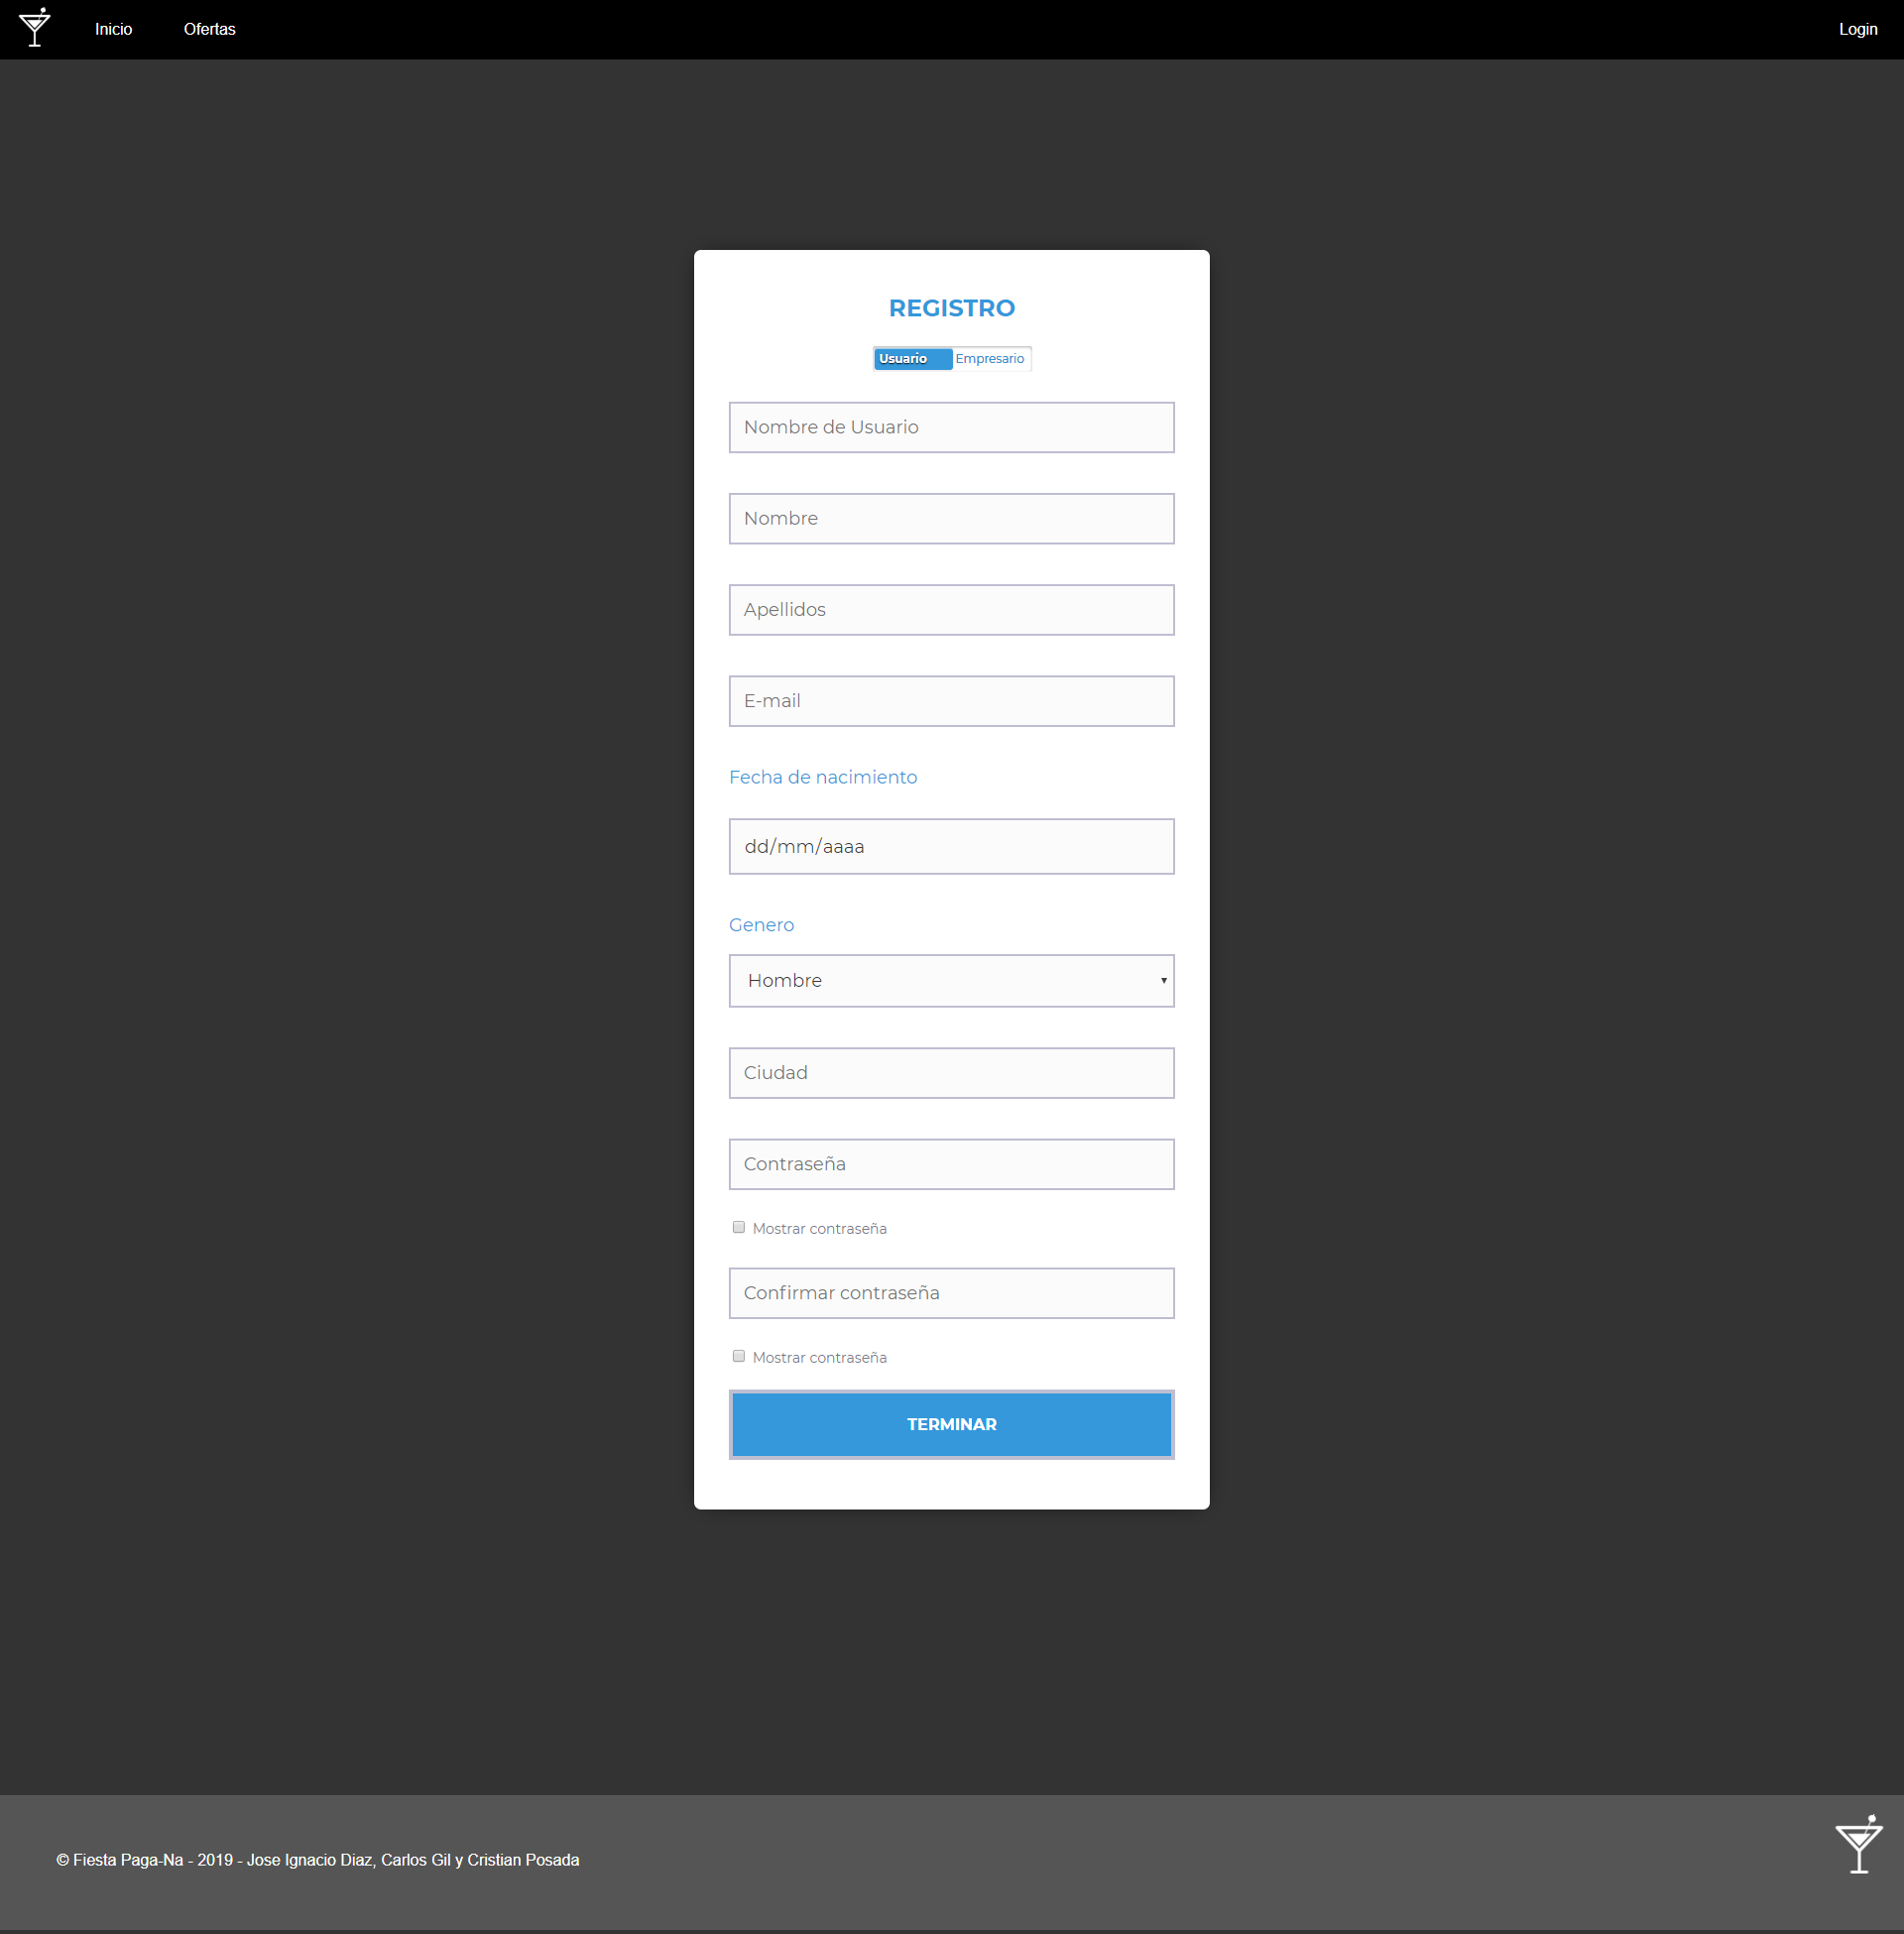 Inicio Ofertas Login
REGISTRO
Usuario Empresario
Nombre de Usuario
Nombre
Apellidos
E-mail
Fecha de nacimiento
dd/mm/aaaa
Genero
Hombre
Ciudad
Contraseña
Mostrar contraseña
Confirmar contraseña
Mostrar contraseña
TERMINAR
© Fiesta Paga-Na - 2019 - Jose Ignacio Diaz, Carlos Gil y Cristian Posada